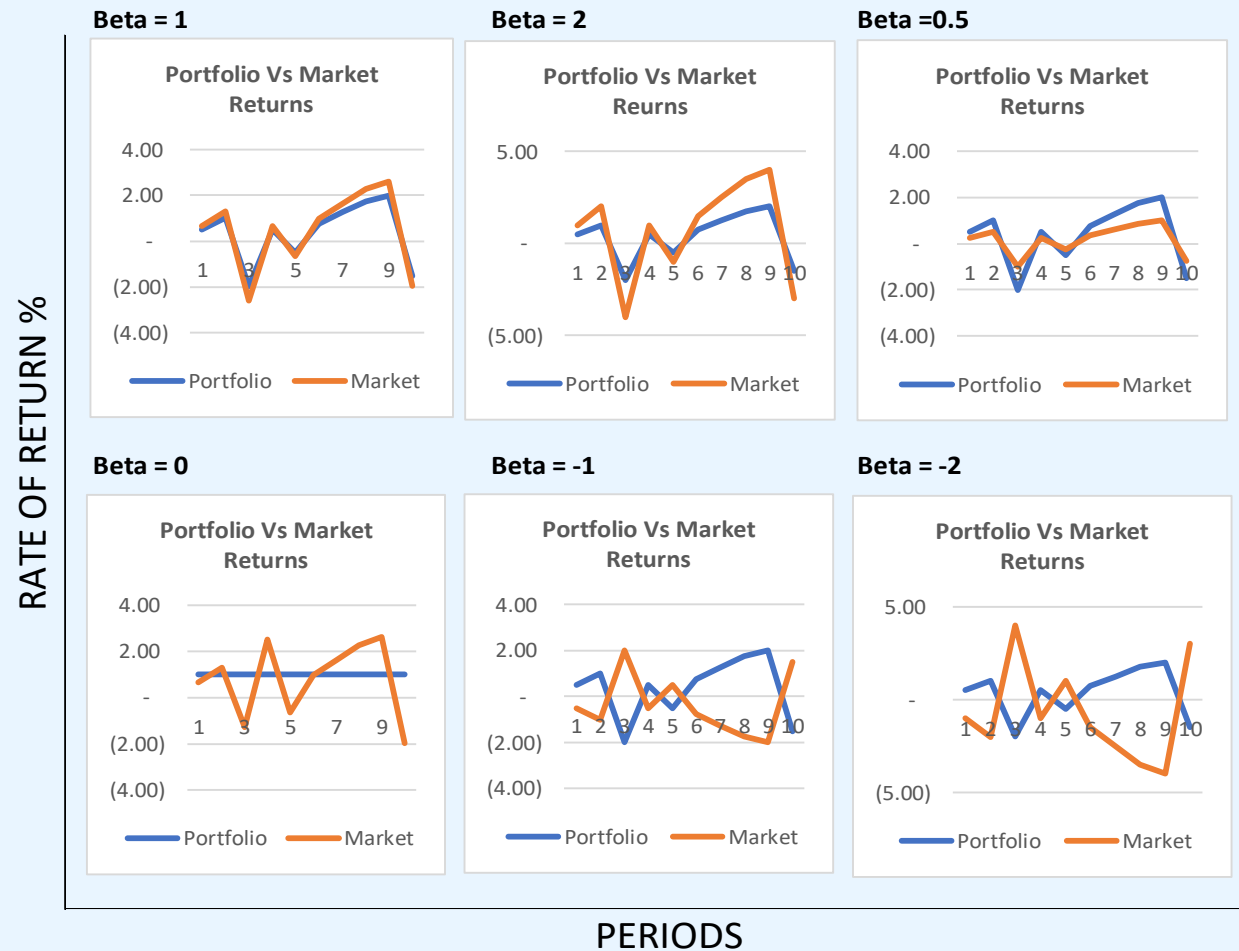 Beta = 1
Portfolio Vs Market
Returns
4.00
2.00
-
1 3 5 7 9
(2.00)
(4.00)
Portfolio Market
Beta = 2
Portfolio Vs Market
Reurns
5.00
-
1 2 3 4 5 6 7 8 9 10
(5.00)
Portfolio Market
Beta =0.5
Portfolio Vs Market
Returns
4.00
2.00
-
1 2 3 4 5 6 7 8 9 10
(2.00)
(4.00)
Portfolio Market
Beta = 0
Portfolio Vs Market
Returns
4.00
2.00
-
1 3 5 7 9
(2.00)
(4.00)
Portfolio Market
Beta = -1
Portfolio Vs Market
Returns
4.00
2.00
-
1 2 3 4 5 6 7 8 9 10
(2.00)
(4.00)
Portfolio Market
Beta = -2
Portfolio Vs Market
Returns
5.00
-
1 2 3 4 5 6 7 8 9 10
(5.00)
Portfolio Market
RATE OF RETURN %
PERIODS